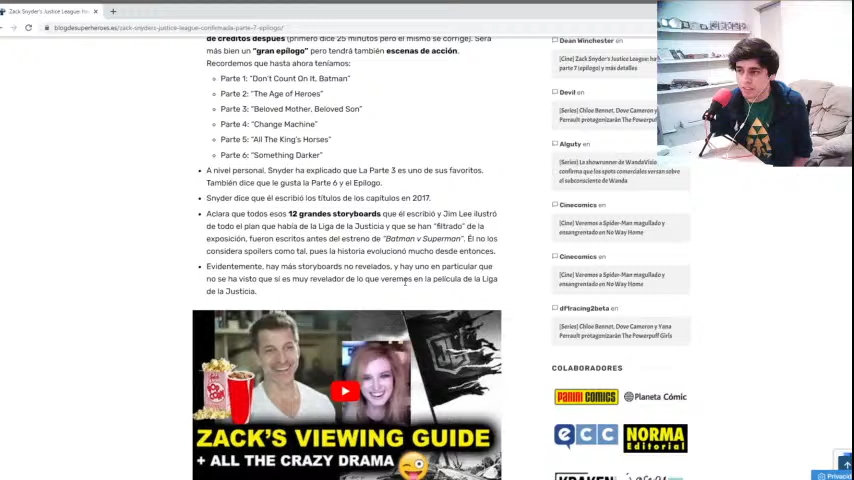 Zack Snyder's Justice League: ha
blogdesuperheroes.es/zack-snyders-justice-league-confirmada-parte-7-epilogo/
de créditos después (primero dice 25 minutos pero el mismo se corrige). Será
más bien un "gran epílogo" pero tendrá también escenas de acción.
Recordemos que hasta ahora teníamos:
Parte 1: "Don't Count On It, Batman"
Parte 2: "The Age of Heroes"
Parte 3: "Beloved Mother, Beloved Son"
Parte 4: "Change Machine"
Parte 5: "All The King's Horses"
Parte 6: "Something Darker"
A nivel personal, Snyder ha explicado que La Parte 3 es uno de sus favoritos.
También dice que le gusta la Parte 6 y el Epílogo.
Snyder dice que él escribió los títulos de los capítulos en 2017.
Aclara que todos esos 12 grandes storyboards que él escribió y Jim Lee ilustró
de todo el plan que había de la Liga de la Justicia y que se han "filtrado" de la
exposición, fueron escritos antes del estreno de "Batman v Superman". Él no los
considera spoilers como tal, pues la historia evolucionó mucho desde entonces.
Evidentemente, hay más storyboards no revelados, y hay uno en particular que
no se ha visto que sí es muy revelador de lo que veremos en la película de la Liga
de la Justicia.
ZACK'S VIEWING GUIDE
+ ALL THE CRAZY DRAMA
Dean Winchester en
[Cine] Zack Snyder's Justice League: ha
parte 7 (epílogo) y más detalles
Devil en
[Series] Chloe Bennet, Dove Cameron y
Perrault protagonizarán The Powerpuff
Alguty en
[Series] La showrunner de WandaVisió
confirma que los spots comerciales versan sobre
el subconsciente de Wanda
Cinecomics en
[Cine] Veremos a Spider-Man magullado y
ensangrentado en No Way Home
Cinecomics en
[Cine] Veremos a Spider-Man magullado y
ensangrentado en No Way Home
df1racing2beta en
[Series] Chloe Bennet, Dove Cameron y Yana
Perrault protagonizarán The Powerpuff Girls
COLABORADORES
PANINI COMICS
Planeta Cómic
ecc
NORMA
Editorial
KRAKEN
Privacid